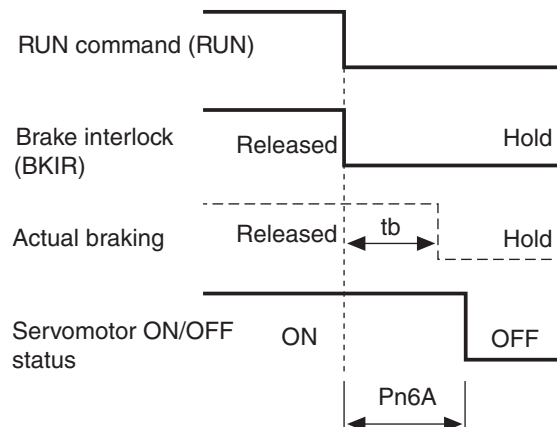 RUN command (RUN)
Brake interlock
(BKIR)
Released
Hold
Actual braking
Released
tb
Hold
Servomotor ON/OFF
status
ON
OFF
Pn6A